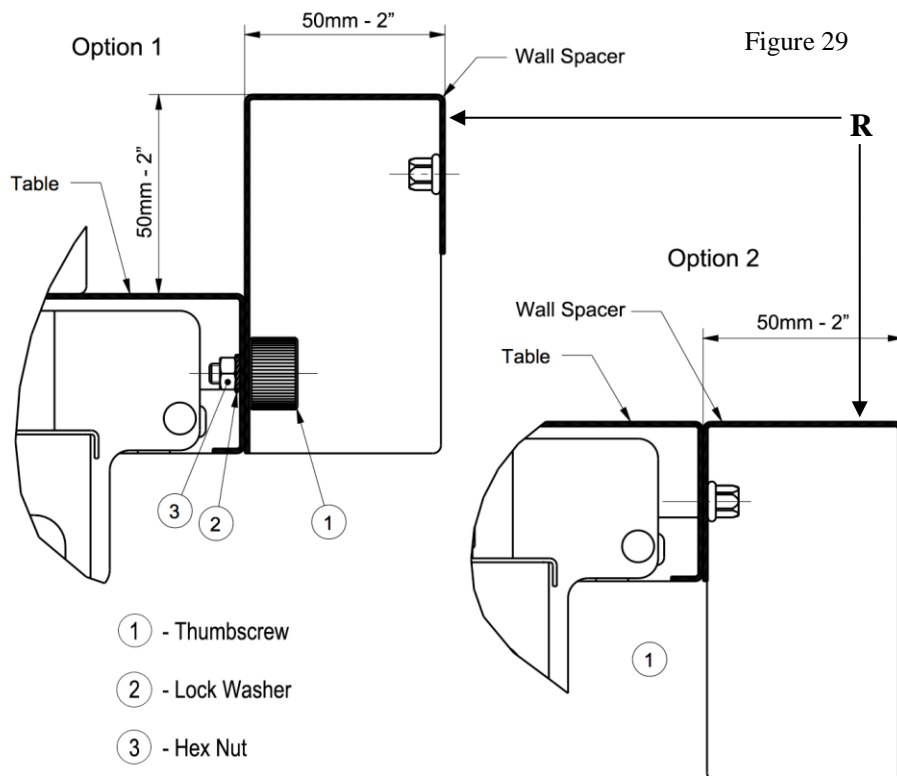 50mm - 2”
Option 1
Figure 29
Wall Spacer
R
Table
50mm - 2”
Option 2
Wall Spacer
50mm - 2”
Table
3
2
1
1 - Thumbscrew
1
2 - Lock Washer
3 - Hex Nut